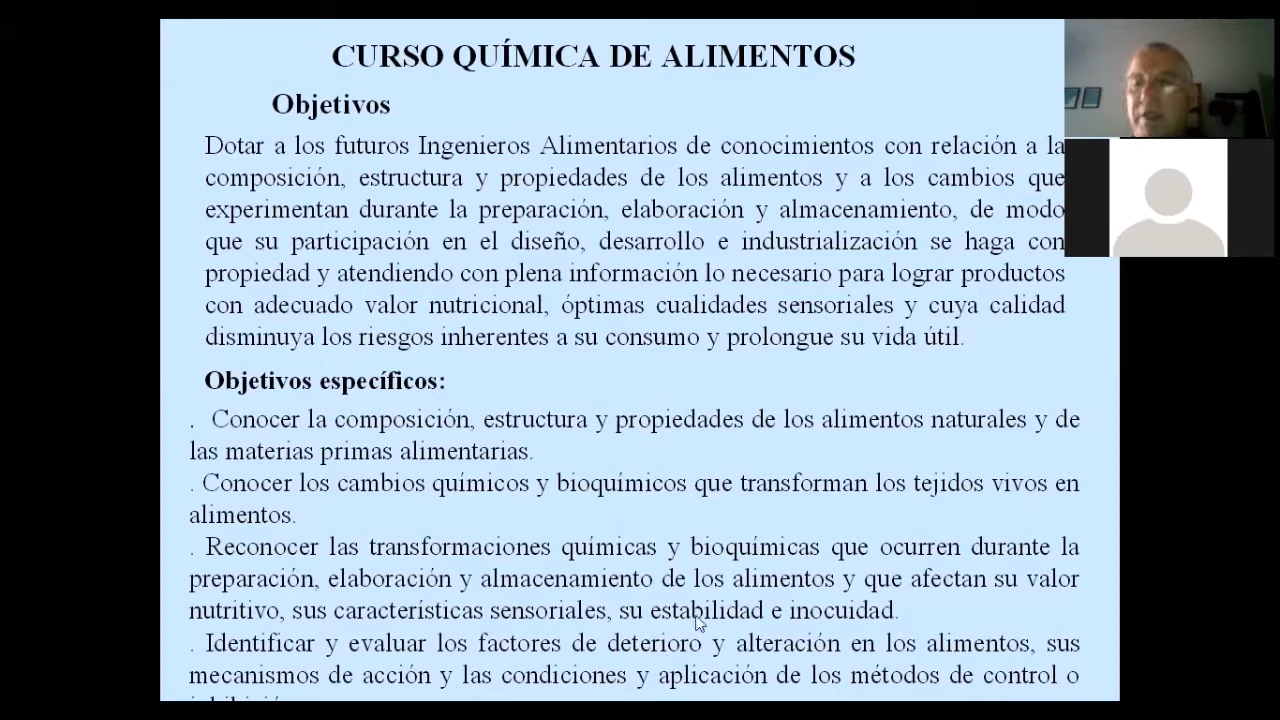 CURSO QUÍMICA DE ALIMENTOS
Objetivos
Dotar a los futuros Ingenieros Alimentarios de conocimientos con relación a la
composición, estructura y propiedades de los alimentos y a los cambios que
experimentan durante la preparación, elaboración y almacenamiento, de modo
que su participación en el diseño, desarrollo e industrialización se haga con
propiedad y atendiendo con plena información lo necesario para lograr productos
con adecuado valor nutricional, óptimas cualidades sensoriales y cuya calidad
disminuya los riesgos inherentes a su consumo y prolongue su vida útil.
Objetivos específicos:
. Conocer la composición, estructura y propiedades de los alimentos naturales y de
las materias primas alimentarias.
. Conocer los cambios químicos y bioquímicos que transforman los tejidos vivos en
alimentos.
. Reconocer las transformaciones químicas y bioquímicas que ocurren durante la
preparación, elaboración y almacenamiento de los alimentos y que afectan su valor
nutritivo, sus características sensoriales, su estabilidad e inocuidad.
. Identificar y evaluar los factores de deterioro y alteración en los alimentos, sus
mecanismos de acción y las condiciones y aplicación de los métodos de control o